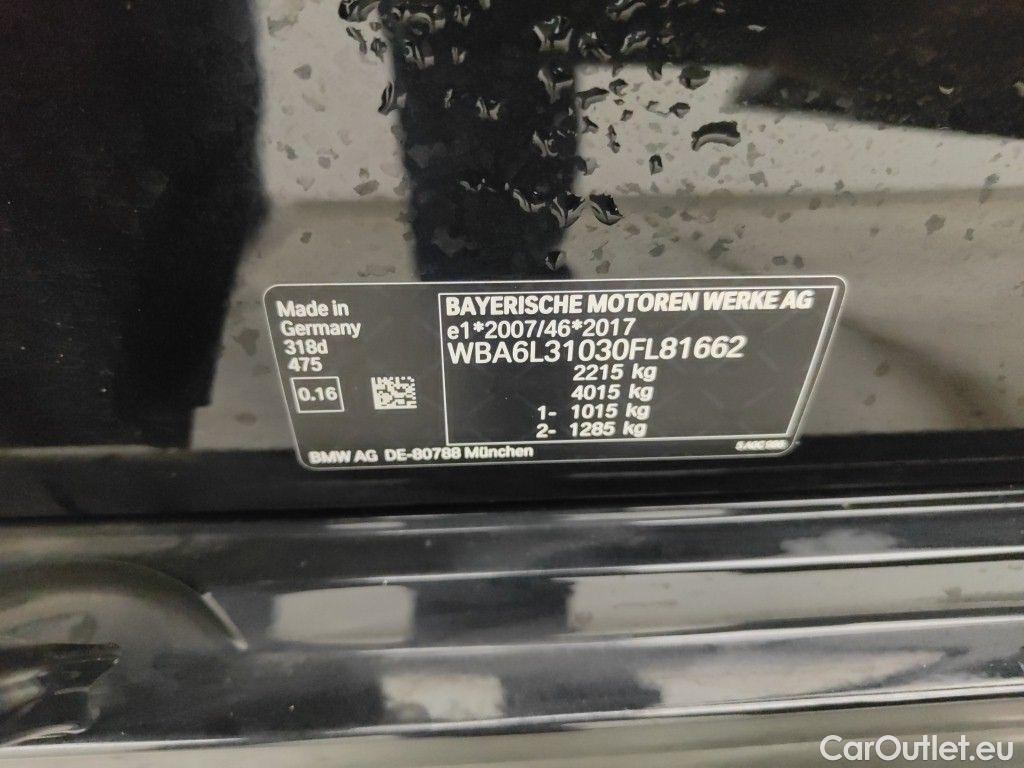 Made in
Germany
318d
475
0.16
BMW AG DE-80788 München
BAYERISCHE MOTOREN WERKE AG
e1*2007/46*2017
WBA6L31030FL81662
2215 kg
4015 kg
1- 1015 kg
2- 1285 kg
CarOutlet.eu